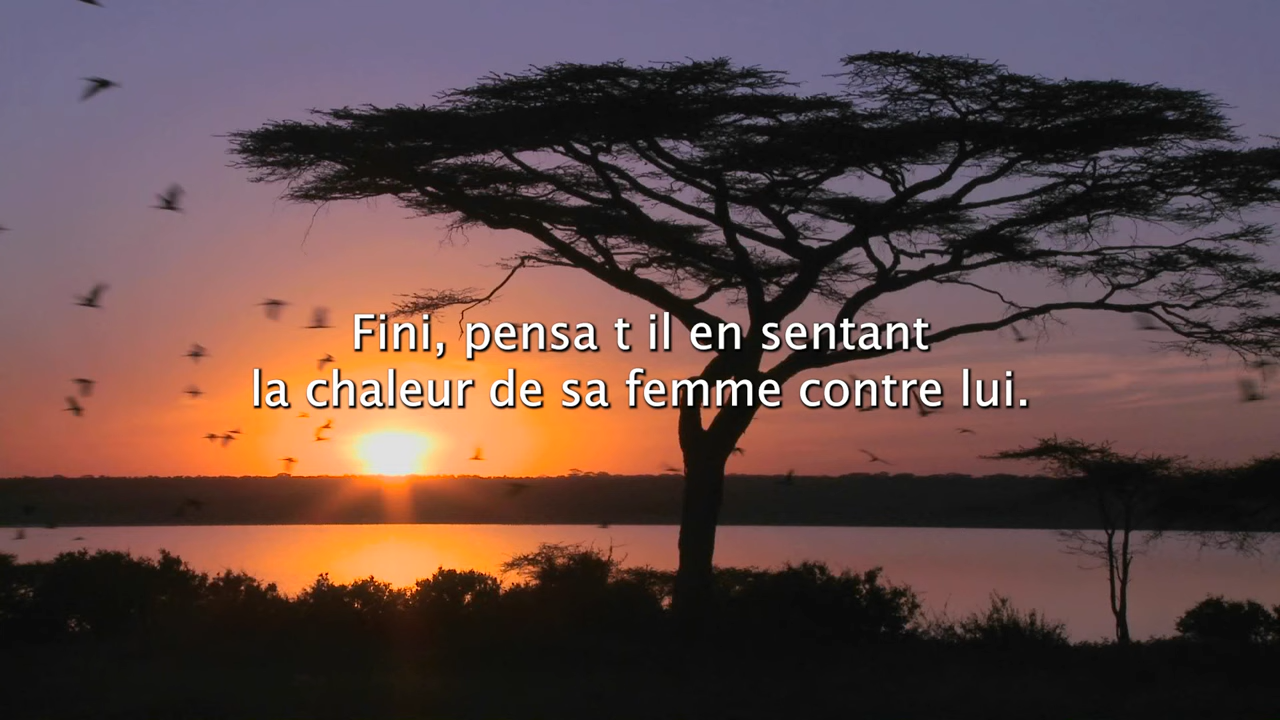 Fini, pensa t il en sentant
la chaleur de sa femme contre lui.